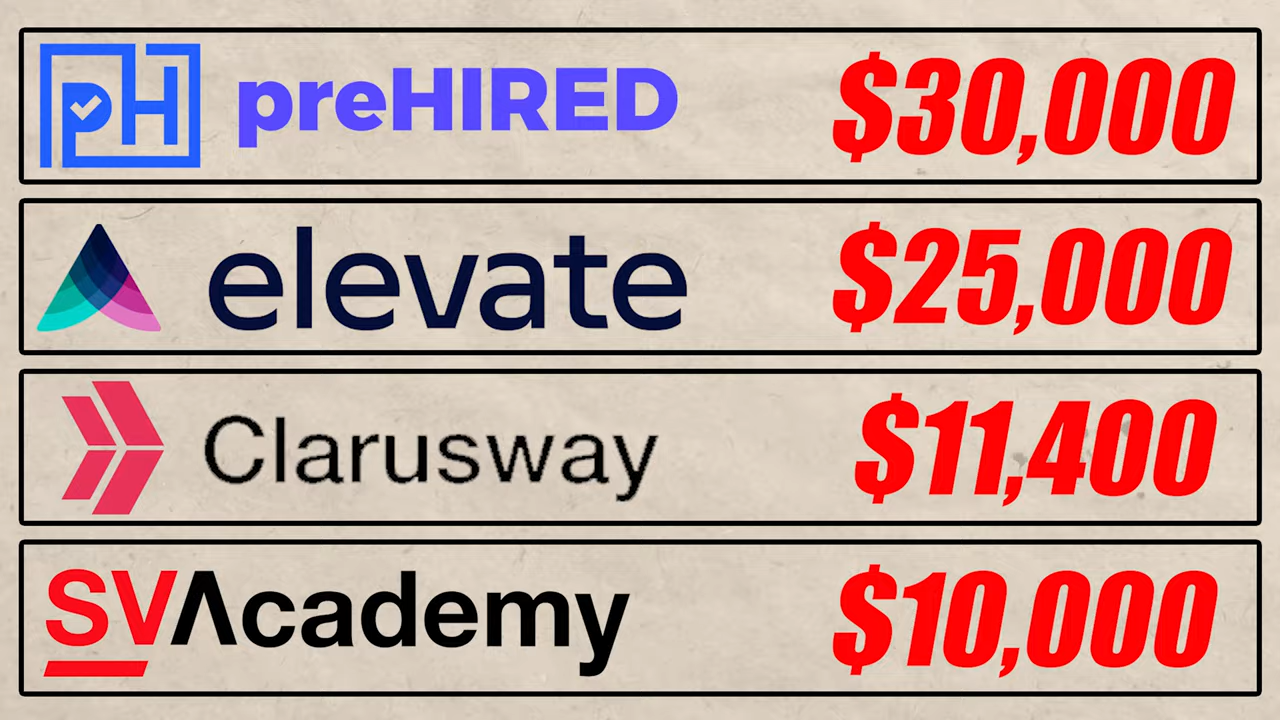 pH preHIRED $30,000
elevate $25,000
Clarusway $11,400
SVAcademy $10,000